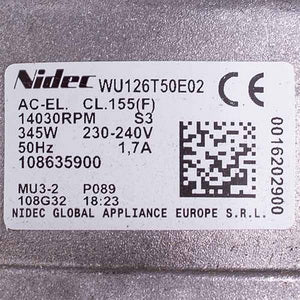 Nidec WU126T50E02
AC-EL. CL.155(F)
14030RPM S3
345W 230-240V
50Hz 1,7A
108635900
MU3-2 P089
108G32 18:23
NIDEC GLOBAL APPLIANCE EUROPE S.R.L.
CE
0016202900